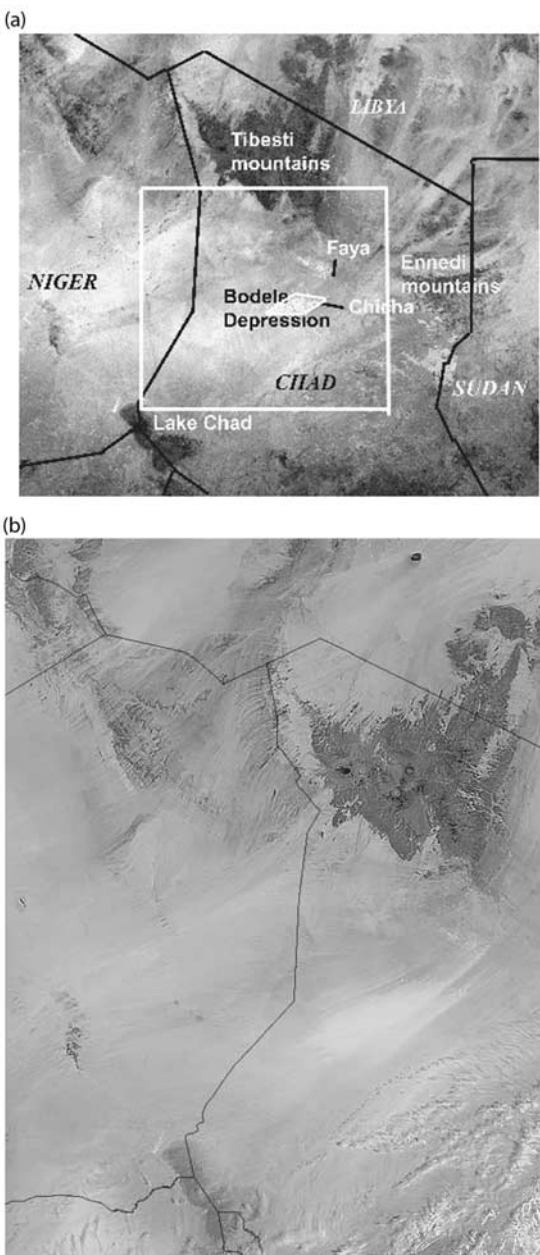 (a)
LIBYA
Tibesti
mountains
Faya
NIGER
Ennedi
mountains
Bodele
Depression
Chicha
CHAD
SUDAN
Lake Chad
(b)